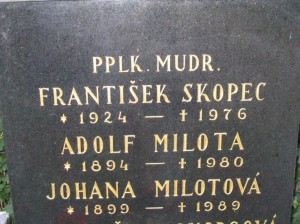 PPLK. MUDR.
FRANTIŠEK SKOPEC
* 1924 — † 1976
ADOLF MILOTA
* 1894 — † 1980
JOHANA MILOTOVÁ
* 1899 — † 1989